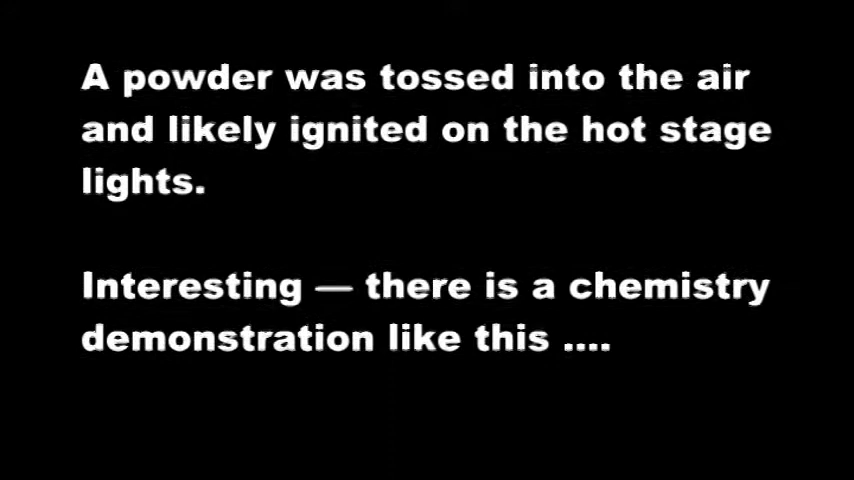 A powder was tossed into the air
and likely ignited on the hot stage
lights.
Interesting — there is a chemistry
demonstration like this ....